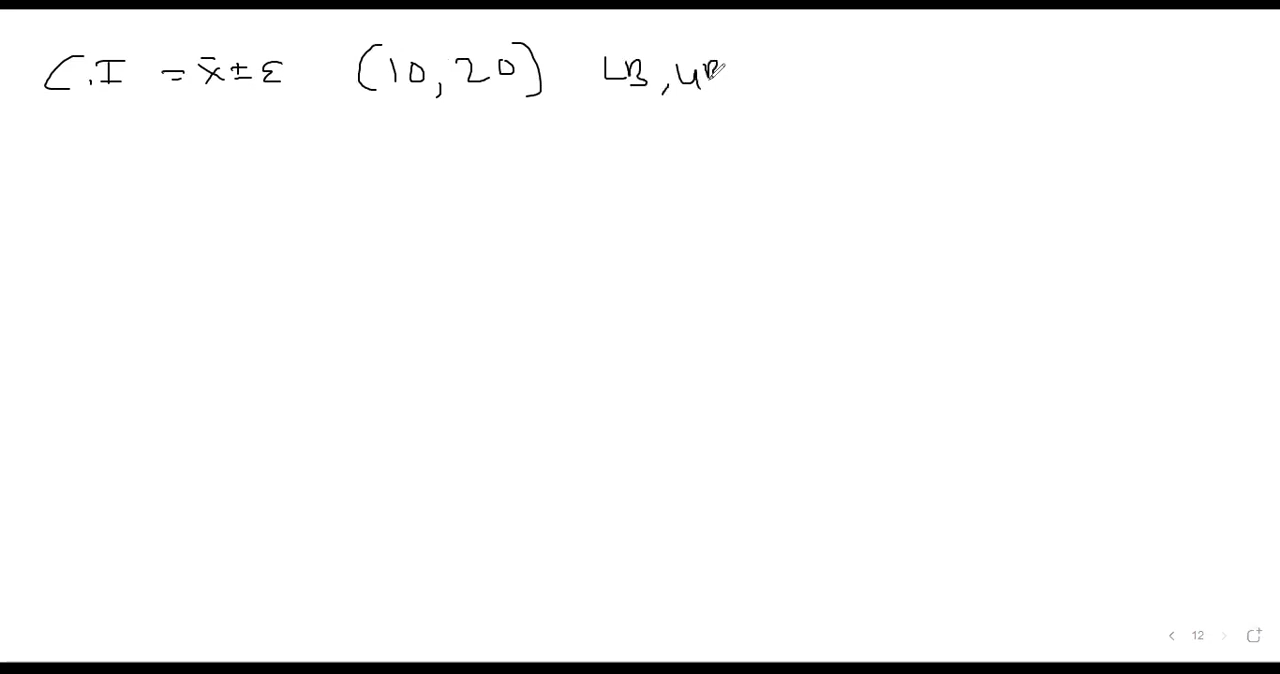 C.I = x̄ ± ε (10, 20) LB, UB
< 12 >